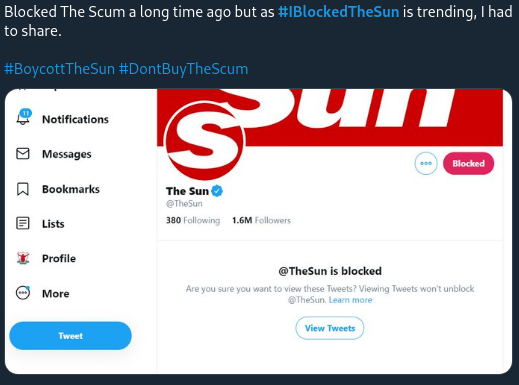 Blocked The Scum a long time ago but as #IBlockedTheSun is trending, I had
to share.
#BoycottTheSun #DontBuyTheScum
Sun
S
11
Notifications
Messages
Blocked
Bookmarks
The Sun
@TheSun
Lists
380 Following 1.6M Followers
Profile
@TheSun is blocked
More
Are you sure you want to view these Tweets? Viewing Tweets won't unblock
@TheSun. Learn more
Tweet
View Tweets